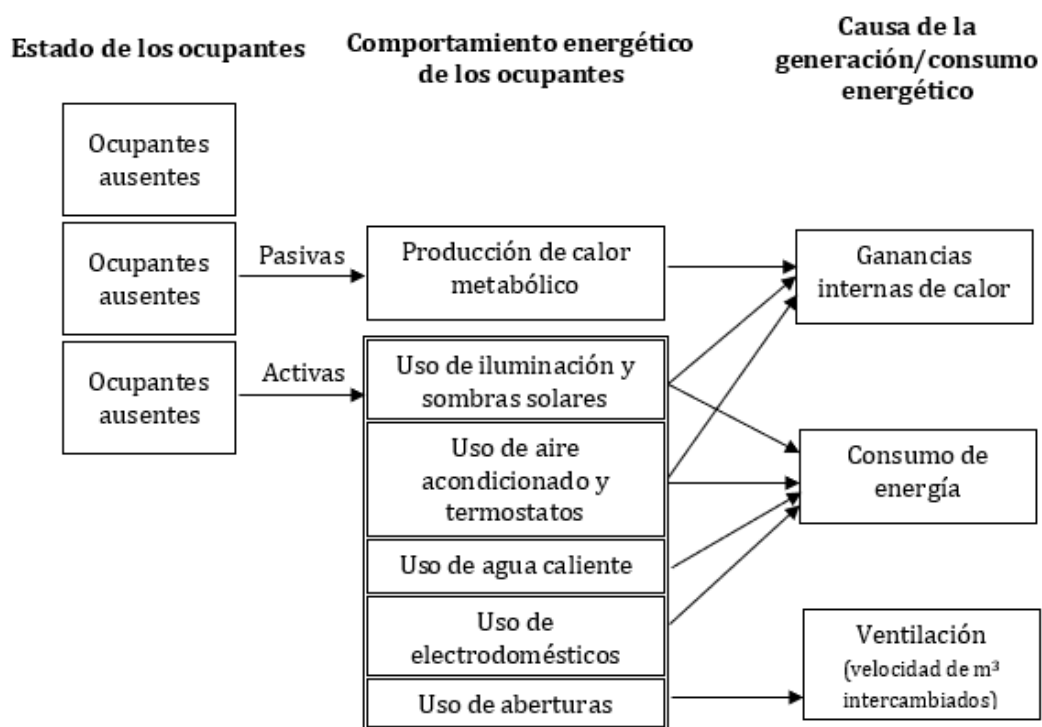 Estado de los ocupantes
Comportamiento energético
de los ocupantes
Causa de la
generación/consumo
energético
Ocupantes
ausentes
Ocupantes
ausentes
Pasivas
Producción de calor
metabólico
Ganancias
internas de calor
Ocupantes
ausentes
Activas
Uso de iluminación y
sombras solares
Uso de aire
acondicionado y
termostatos
Uso de agua caliente
Uso de
electrodomésticos
Uso de aberturas
Consumo de
energía
Ventilación
(velocidad de m³
intercambiados)